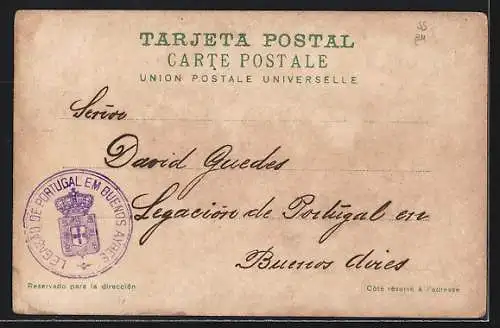 TARJETA POSTAL
CARTE POSTALE
UNION POSTALE UNIVERSELLE
Señor
David Guedes
Legación de Portugal en
Buenos Aires
LEGAÇÃO DE PORTUGAL EM BUENOS AYRES
Reservado para la dirección
Côté réservé à l'adresse